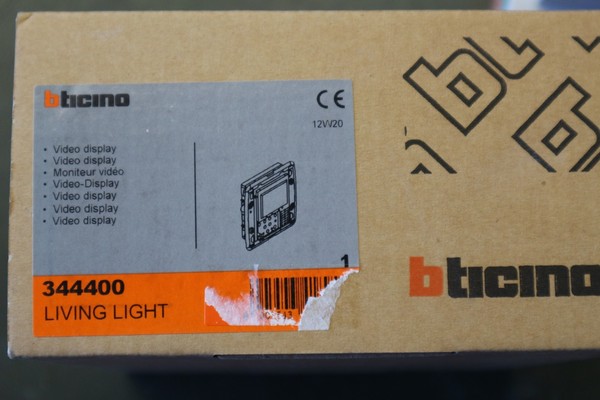 bticino
CE
12W20
• Video display
• Video display
• Moniteur vidéo
• Video-Display
• Video display
• Video display
• Video display
1
344400
LIVING LIGHT
bticino